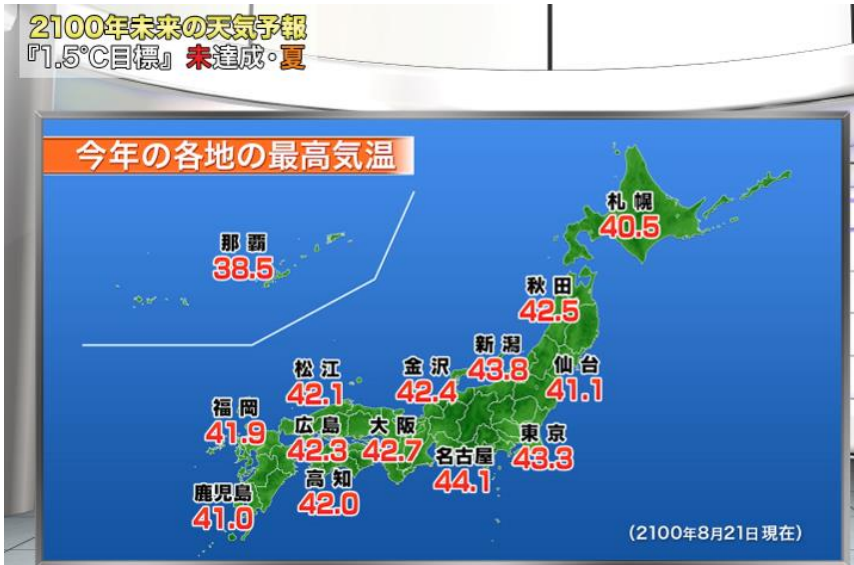 2100年未来の天気予報
『1.5℃目標』 未達成・夏
今年の各地の最高気温
札幌
40.5
那覇
38.5
秋田
42.5
新潟
43.8
仙台
41.1
松江
42.1
金沢
42.4
福岡
41.9
広島
42.3
大阪
42.7
東京
43.3
名古屋
44.1
高知
42.0
鹿児島
41.0
(2100年8月21日現在)